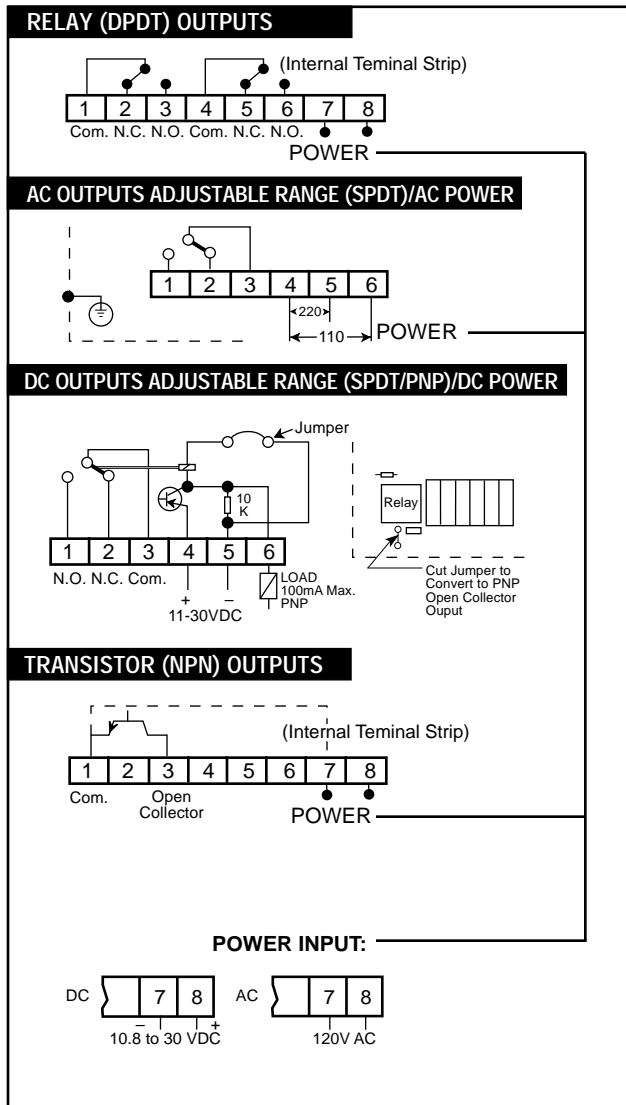 RELAY (DPDT) OUTPUTS
(Internal Teminal Strip)
1 2 3 4 5 6 7 8
Com. N.C. N.O. Com. N.C. N.O.
POWER
AC OUTPUTS ADJUSTABLE RANGE (SPDT)/AC POWER
1 2 3 4 5 6
220
110
POWER
DC OUTPUTS ADJUSTABLE RANGE (SPDT/PNP)/DC POWER
Jumper
10
K
Relay
1 2 3 4 5 6
N.O. N.C. Com.
+ –
11-30VDC
LOAD
100mA Max.
PNP
Cut Jumper to
Convert to PNP
Open Collector
Ouput
TRANSISTOR (NPN) OUTPUTS
(Internal Teminal Strip)
1 2 3 4 5 6 7 8
Com.
Open
Collector
POWER
POWER INPUT:
DC 7 8
– +
10.8 to 30 VDC
AC 7 8
120V AC